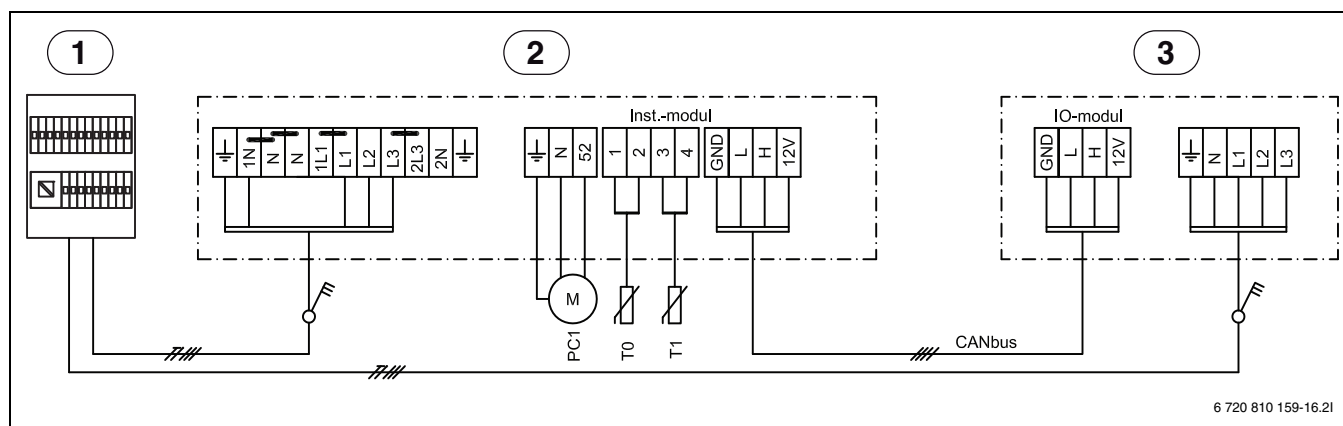 1
2
3
Inst.-modul
IO-modul
1N
N
N
1L1
L1
L2
L3
2L3
2N
N
52
1
2
3
4
GND
L
H
12V
GND
L
H
12V
N
L1
L2
L3
M
PC1
T0
T1
CANbus
6 720 810 159-16.2I